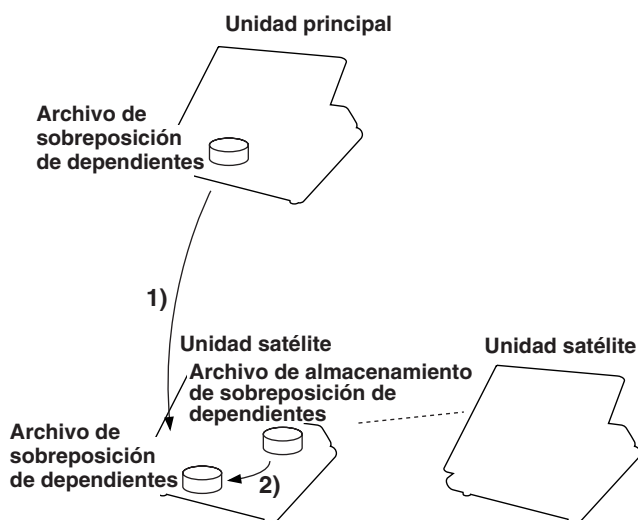 Unidad principal
Archivo de
sobreposición
de dependientes
1)
Unidad satélite
Unidad satélite
Archivo de almacenamiento
de sobreposición de
dependientes
Archivo de
sobreposición
de dependientes
2)